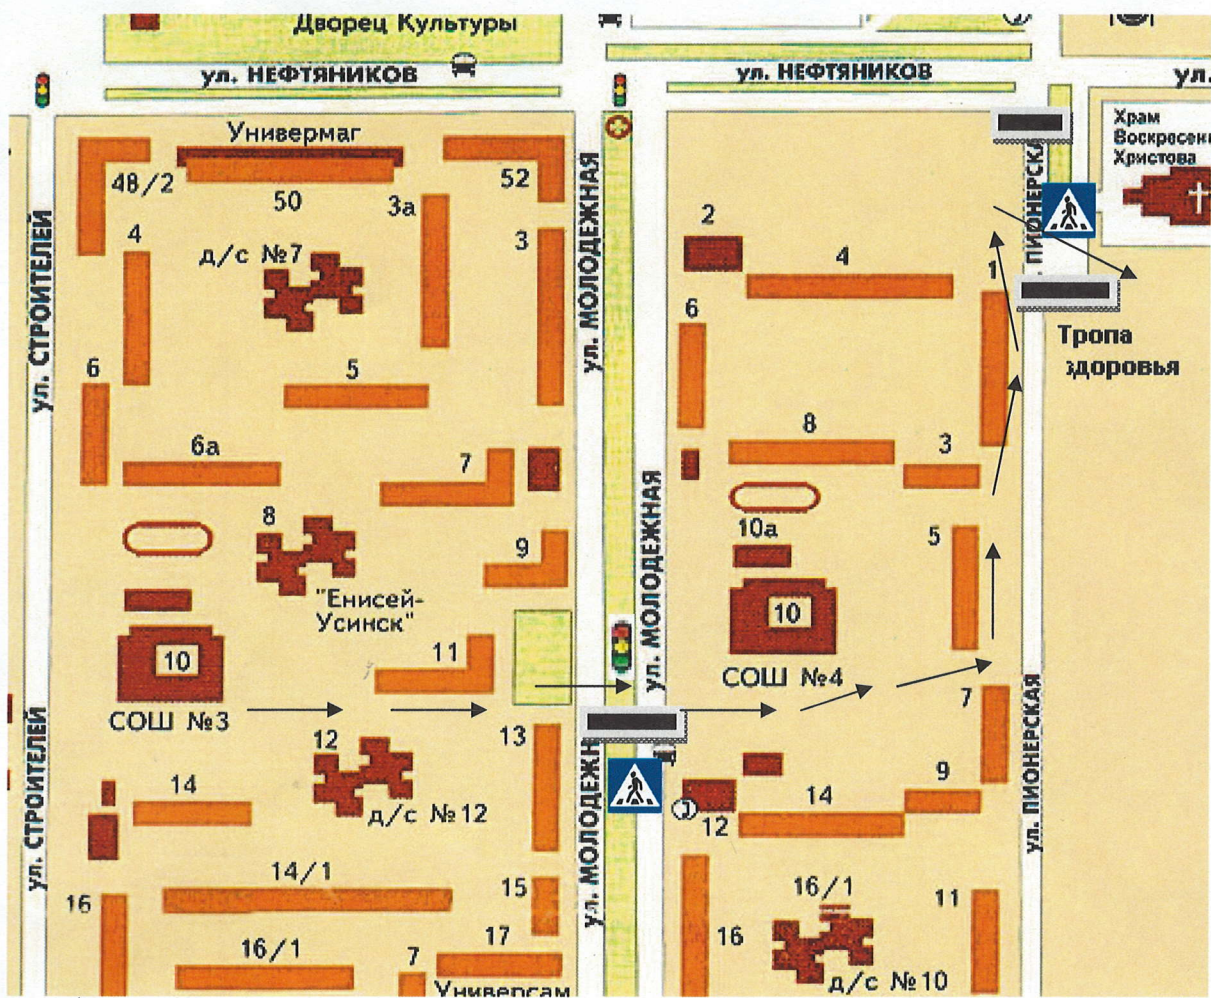 Дворец Культуры
ул. НЕФТЯНИКОВ
ул. НЕФТЯНИКОВ
ул.
Универмаг
48/2
50
52
3а
4
3
д/с №7
5
6
6а
7
8
9
"Енисей-
Усинск"
10
СОШ №3
11
12
13
14
д/с №12
14/1
15
16
16/1
7
17
Универсам
ул. СТРОИТЕЛЕЙ
ул. СТРОИТЕЛЕЙ
ул. МОЛОДЕЖНАЯ
ул. МОЛОДЕЖН
ул. МОЛОДЕЖНАЯ
2
4
1
6
8
3
10а
5
10
СОШ №4
7
9
14
12
16/1
11
16
д/с №10
. ПИОНЕРСКА
ул. ПИОНЕРСКАЯ
Храм
Воскресени
Христова
Тропа
здоровья